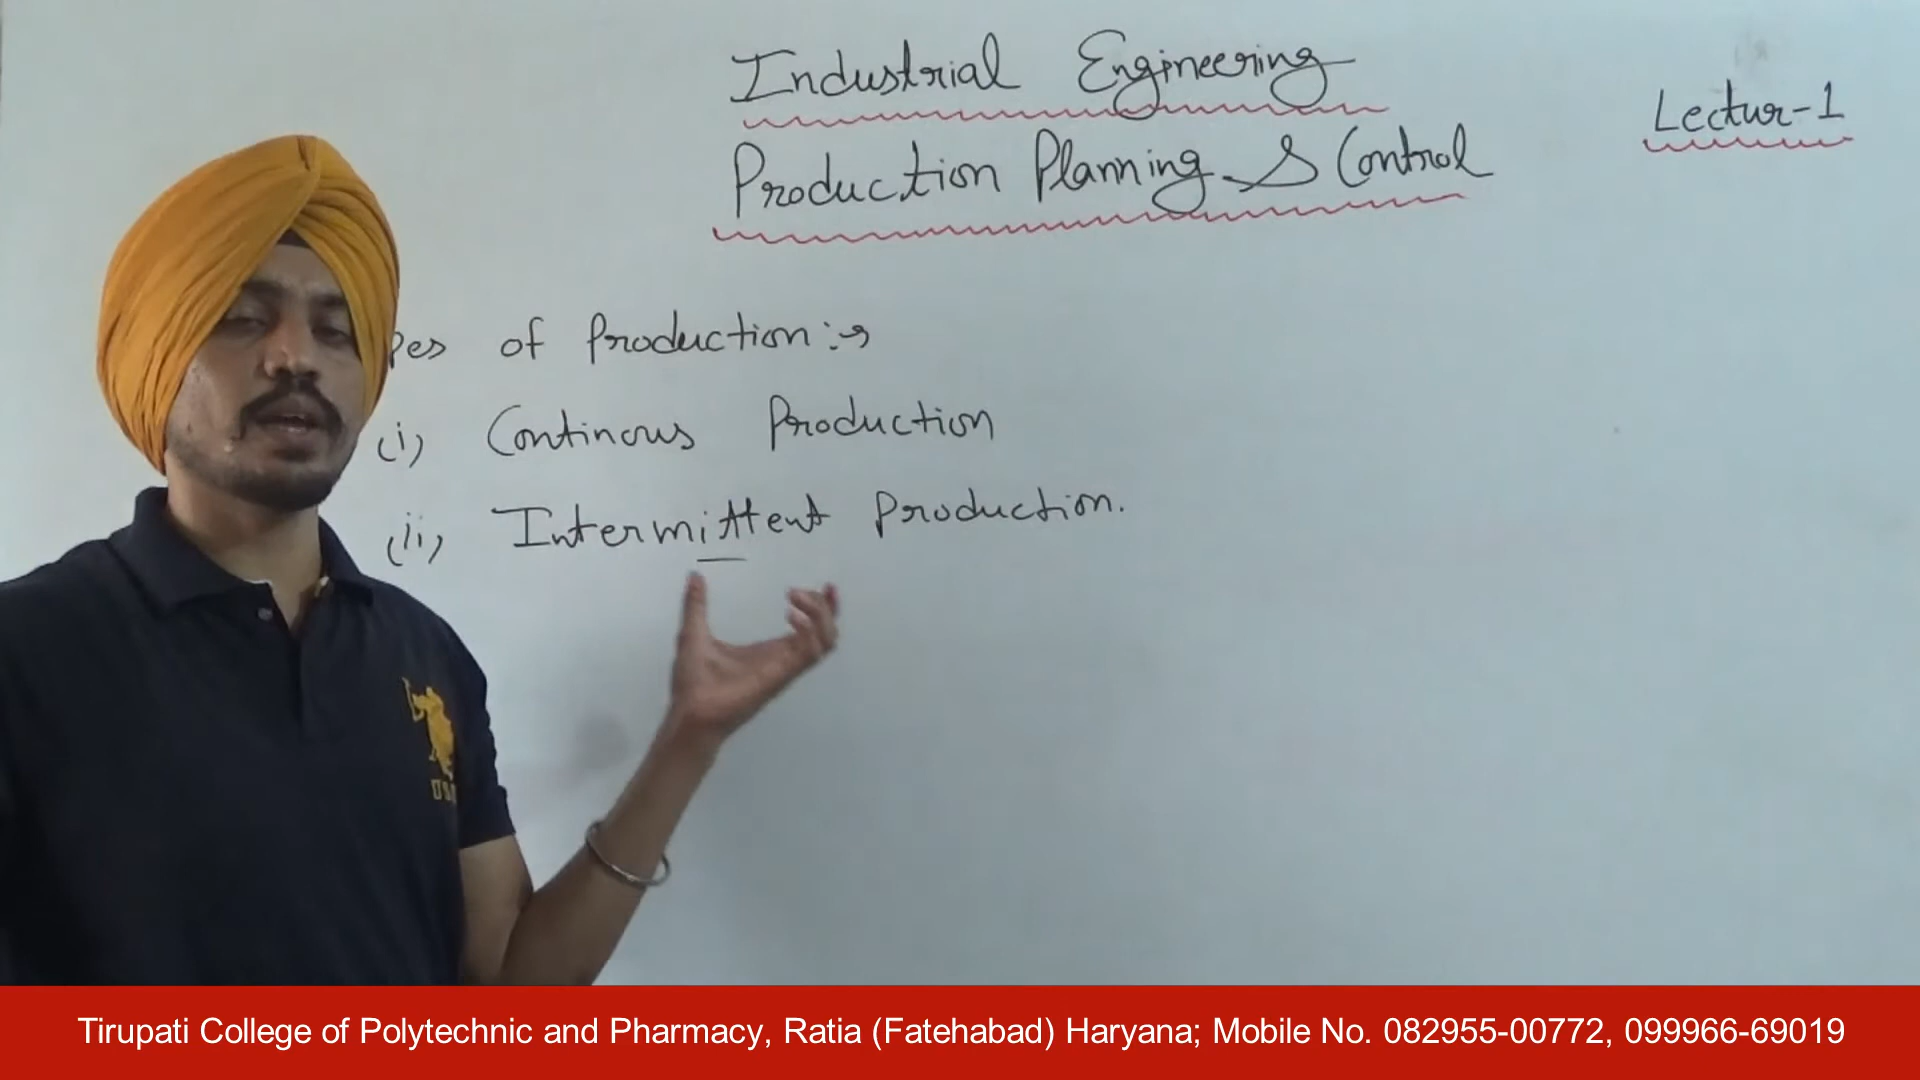 Industrial Engineering
Lectur-1
Production Planning & Control
pes of Production:→
(i) Continous Production
(ii) Intermittent Production.
Tirupati College of Polytechnic and Pharmacy, Ratia (Fatehabad) Haryana; Mobile No. 082955-00772, 099966-69019